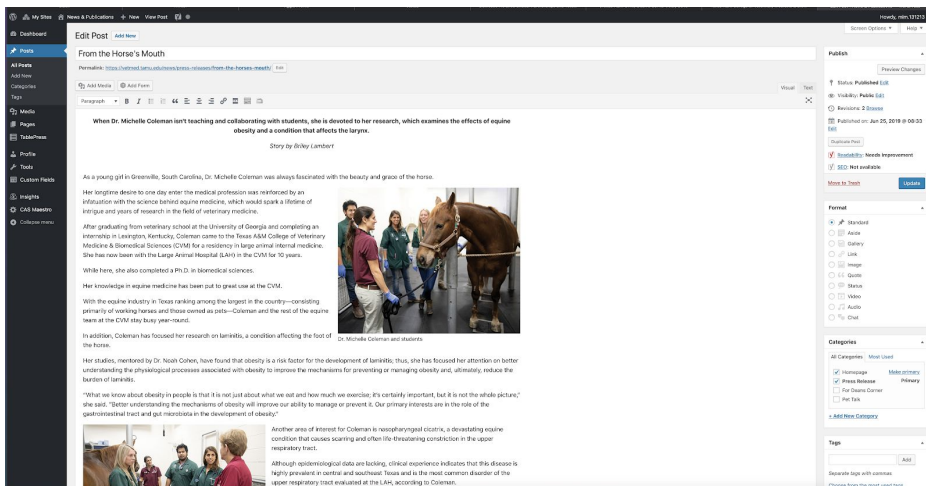 My Sites
News & Publications
+ New
View Post
Howdy, mim 131213
Screen Options
Help
Dashboard
Posts
All Posts
Add New
Categories
Tags
Media
Pages
TablePress
Profile
Tools
Custom Fields
Insights
CAS Maestro
Collapse menu
Edit Post
Add New
From the Horse's Mouth
Permalink: https://vetmed.tamu.edu/news/press-releases/from-the-horses-mouth/ Edit
Add Media
Add Form
Visual
Text
Paragraph
B I
When Dr. Michelle Coleman isn't teaching and collaborating with students, she is devoted to her research, which examines the effects of equine
obesity and a condition that affects the larynx.
Story by Briley Lambert
As a young girl in Greenville, South Carolina, Dr. Michelle Coleman was always fascinated with the beauty and grace of the horse.
Her longtime desire to one day enter the medical profession was reinforced by an
infatuation with the science behind equine medicine, which would spark a lifetime of
intrigue and years of research in the field of veterinary medicine.
After graduating from veterinary school at the University of Georgia and completing an
internship in Lexington, Kentucky, Coleman came to the Texas A&M College of Veterinary
Medicine & Biomedical Sciences (CVM) for a residency in large animal internal medicine.
She has now been with the Large Animal Hospital (LAH) in the CVM for 10 years.
While here, she also completed a Ph.D. in biomedical sciences.
Her knowledge in equine medicine has been put to great use at the CVM.
With the equine industry in Texas ranking among the largest in the country—consisting
primarily of working horses and those owned as pets—Coleman and the rest of the equine
team at the CVM stay busy year-round.
In addition, Coleman has focused her research on laminitis, a condition affecting the foot of
the horse.
Dr. Michelle Coleman and students
Her studies, mentored by Dr. Noah Cohen, have found that obesity is a risk factor for the development of laminitis; thus, she has focused her attention on better
understanding the physiological processes associated with obesity to improve the mechanisms for preventing or managing obesity and, ultimately, reduce the
burden of laminitis.
"What we know about obesity in people is that it is not just about what we eat and how much we exercise; it's certainly important, but it is not the whole picture,"
she said. "Better understanding the mechanisms of obesity will improve our ability to manage or prevent it. Our primary interests are in the role of the
gastrointestinal tract and gut microbiota in the development of obesity."
Another area of interest for Coleman is nasopharyngeal cicatrix, a devastating equine
condition that causes scarring and often life-threatening constriction in the upper
respiratory tract.
Although epidemiological data are lacking, clinical experience indicates that this disease is
highly prevalent in central and southeast Texas and is the most common disorder of the
upper respiratory tract evaluated at the LAH, according to Coleman.
Publish
Preview Changes
Status: Published Edit
Visibility: Public Edit
Revisions: 2 Browse
Published on: Jun 25, 2019 @ 08:33
Edit
Duplicate Post
Readability: Needs improvement
SEO: Not available
Move to Trash
Update
Format
Standard
Aside
Gallery
Link
Image
Quote
Status
Video
Audio
Chat
Categories
All Categories
Most Used
Homepage
Make primary
Press Release
Primary
For Deans Corner
Pet Talk
+ Add New Category
Tags
Add
Separate tags with commas
Choose from the most used tags